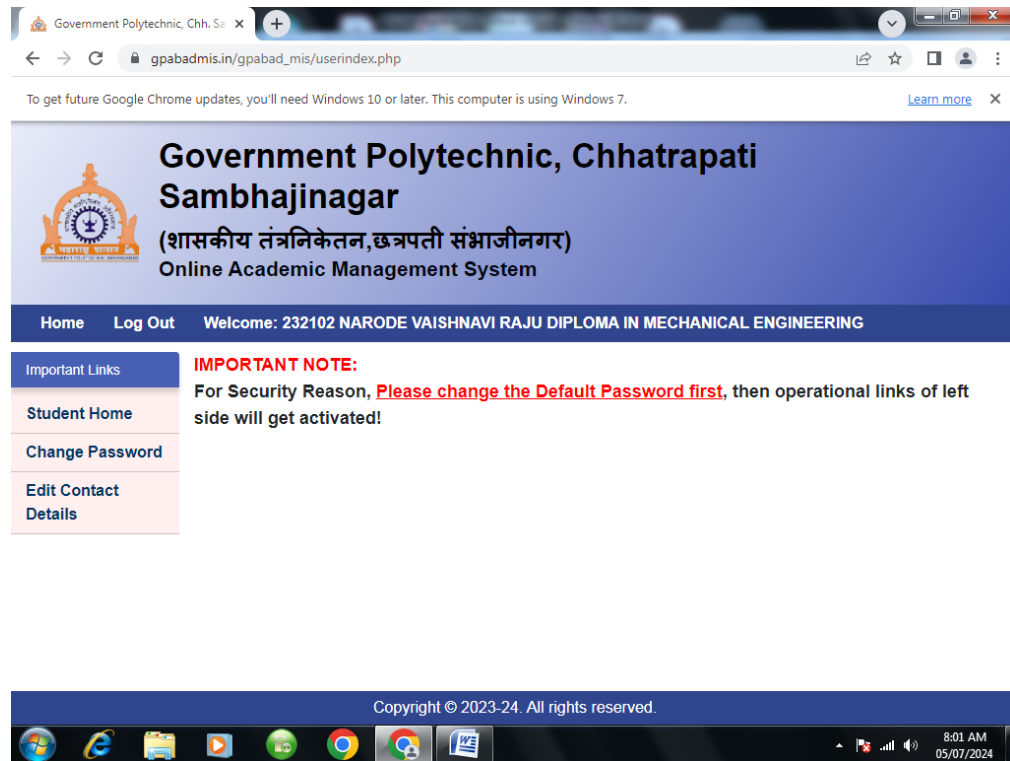 Government Polytechnic, Chh. Sa
gpabadmis.in/gpabad_mis/userindex.php
To get future Google Chrome updates, you'll need Windows 10 or later. This computer is using Windows 7.
Learn more
Government Polytechnic, Chhatrapati
Sambhajinagar
(शासकीय तंत्रनिकेतन,छत्रपती संभाजीनगर)
Online Academic Management System
Home Log Out Welcome: 232102 NARODE VAISHNAVI RAJU DIPLOMA IN MECHANICAL ENGINEERING
Important Links
Student Home
Change Password
Edit Contact
Details
IMPORTANT NOTE:
For Security Reason, Please change the Default Password first, then operational links of left
side will get activated!
Copyright © 2023-24. All rights reserved.
8:01 AM
05/07/2024